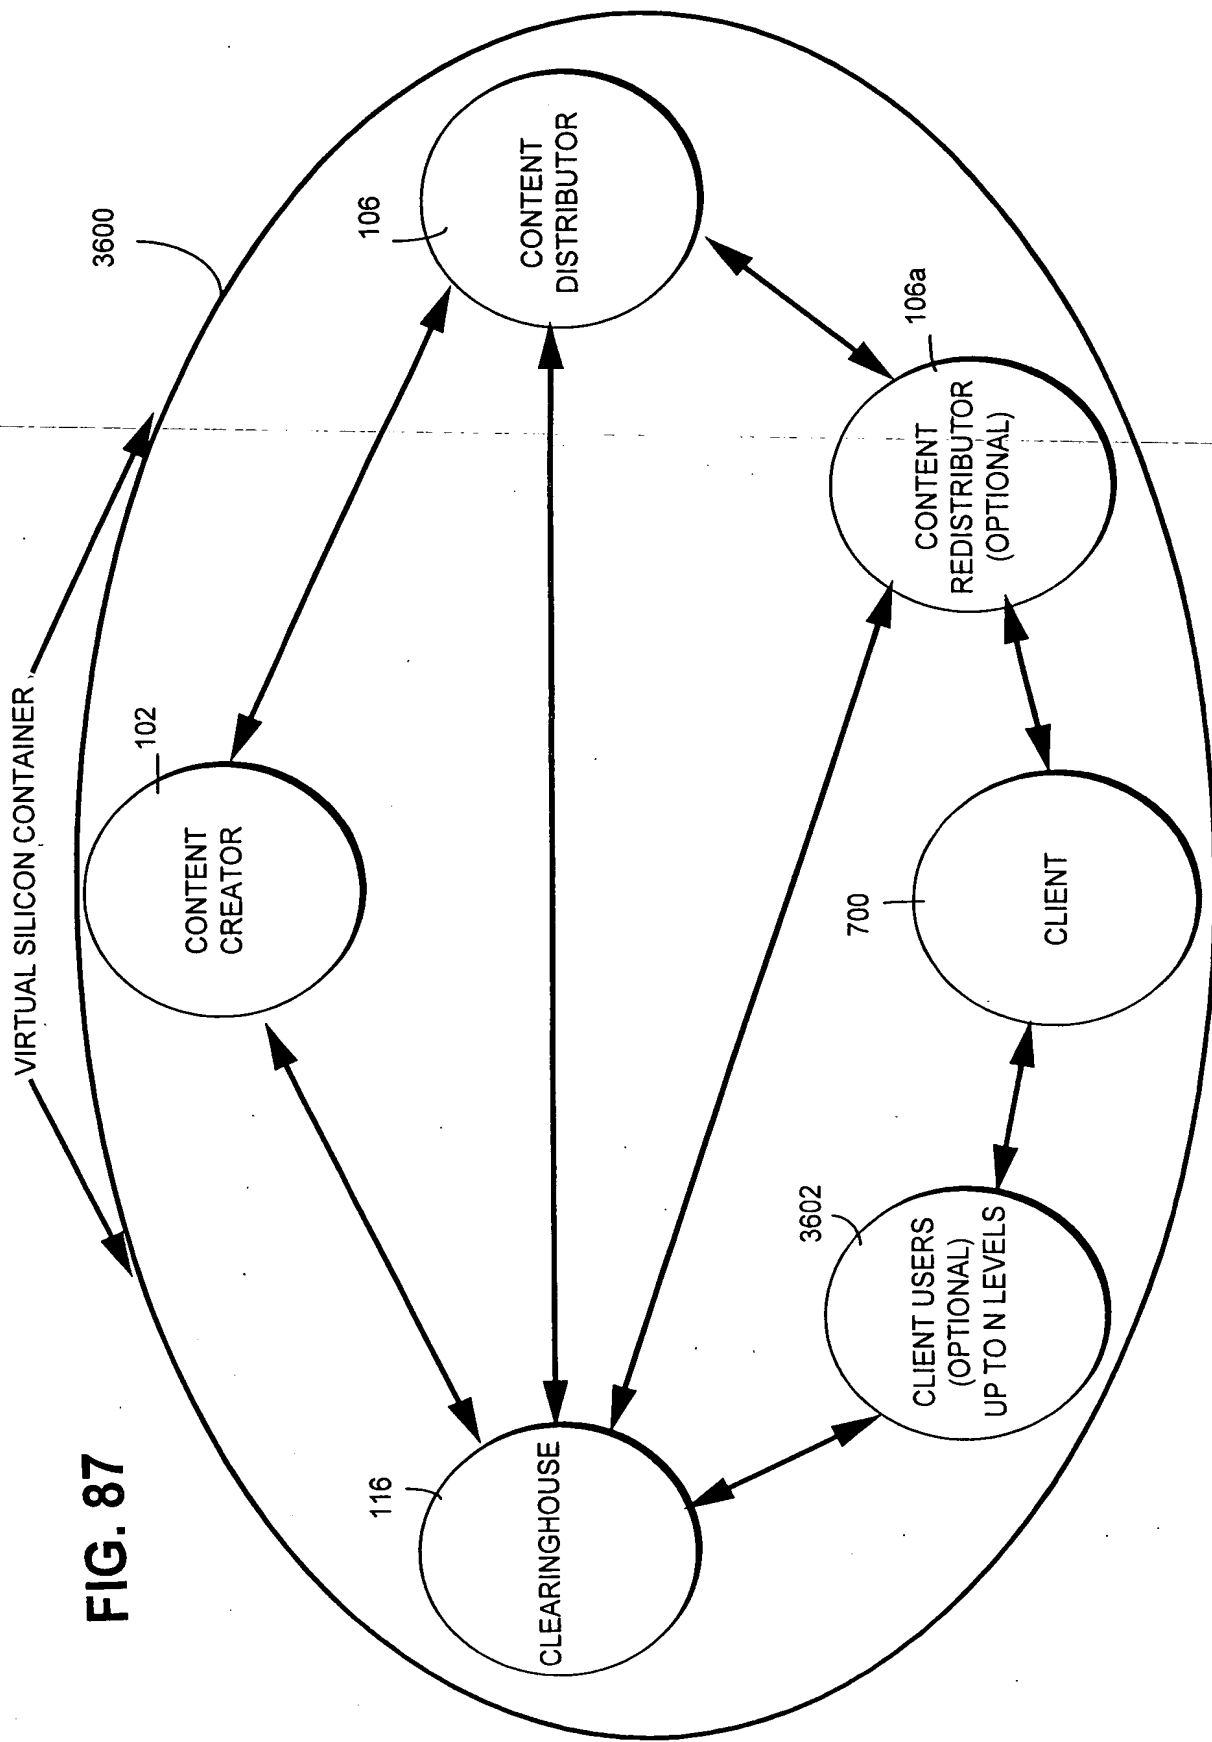 FIG. 87
VIRTUAL SILICON CONTAINER
3600
102
CONTENT
CREATOR
116
CLEARINGHOUSE
106
CONTENT
DISTRIBUTOR
3602
CLIENT USERS
(OPTIONAL)
UP TO N LEVELS
700
CLIENT
106a
CONTENT
REDISTRIBUTOR
(OPTIONAL)